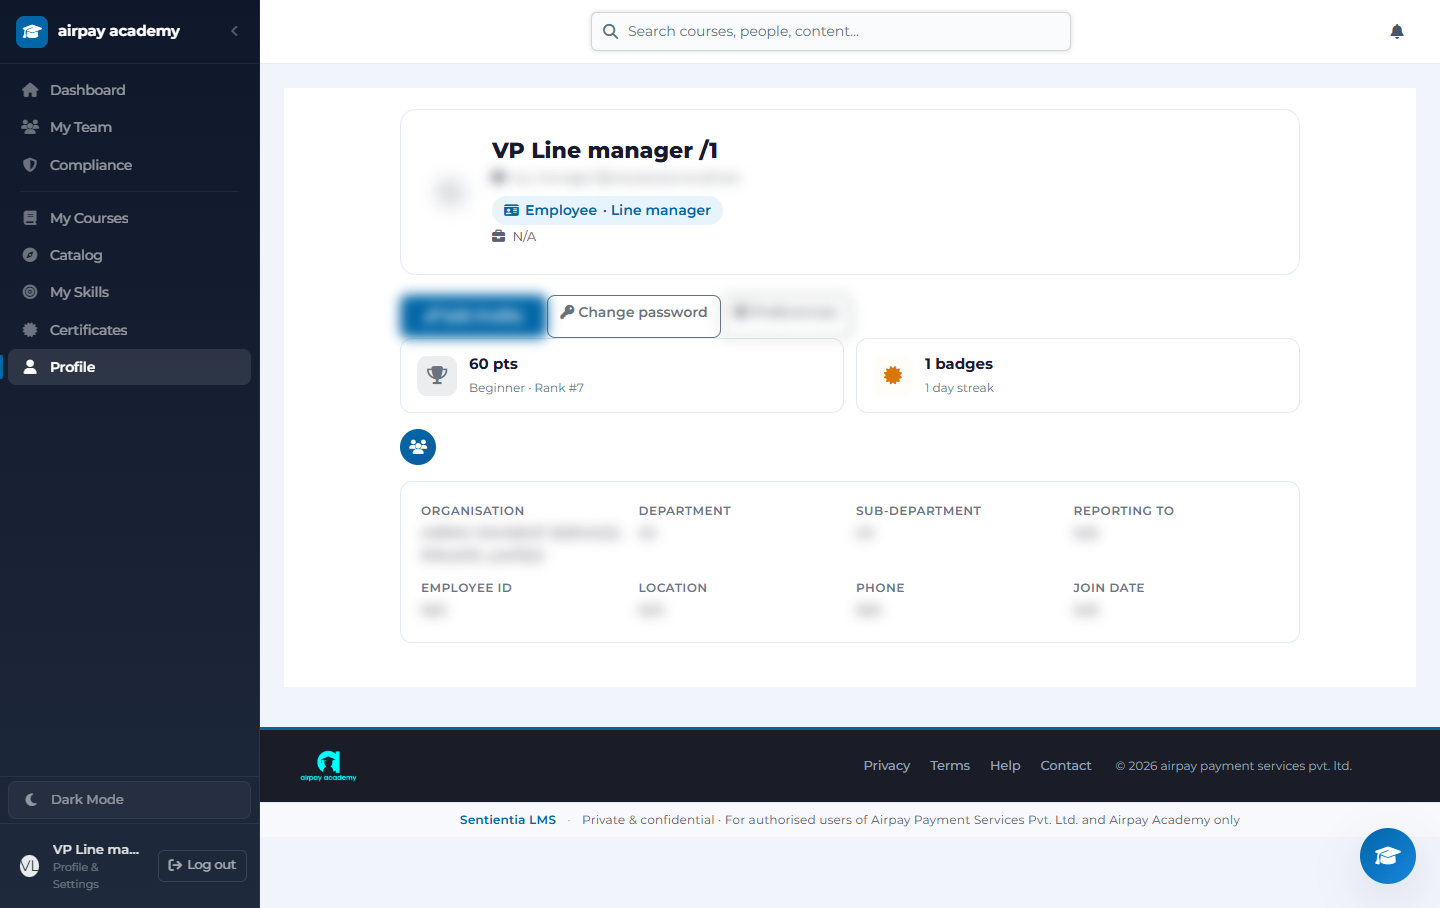 airpay academy
Search courses, people, content...
Dashboard
My Team
Compliance
My Courses
Catalog
My Skills
Certificates
Profile
VP Line manager /1
Employee · Line manager
N/A
Change password
60 pts
Beginner · Rank #7
1 badges
1 day streak
ORGANISATION
DEPARTMENT
SUB-DEPARTMENT
REPORTING TO
EMPLOYEE ID
LOCATION
PHONE
JOIN DATE
Dark Mode
VP Line ma...
Profile &
Settings
VL
Log out
airpay academy
Privacy
Terms
Help
Contact
© 2026 airpay payment services pvt. ltd.
Sentientia LMS · Private & confidential · For authorised users of Airpay Payment Services Pvt. Ltd. and Airpay Academy only